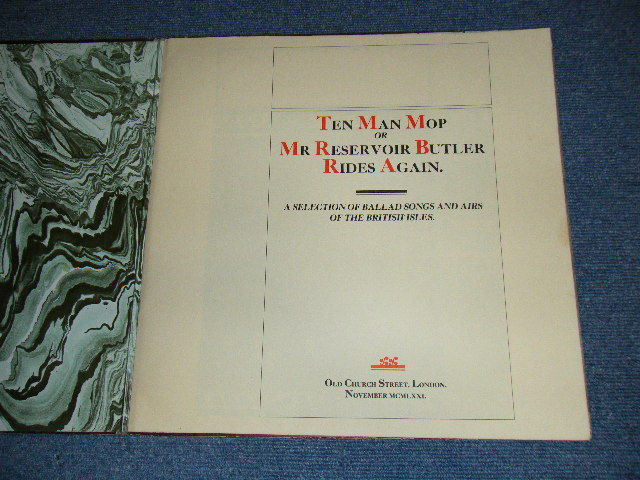 TEN MAN MOP
OR
MR RESERVOIR BUTLER
RIDES AGAIN.
A SELECTION OF BALLAD SONGS AND AIRS
OF THE BRITISH ISLES.
OLD CHURCH STREET, LONDON.
NOVEMBER MCMLXXI.